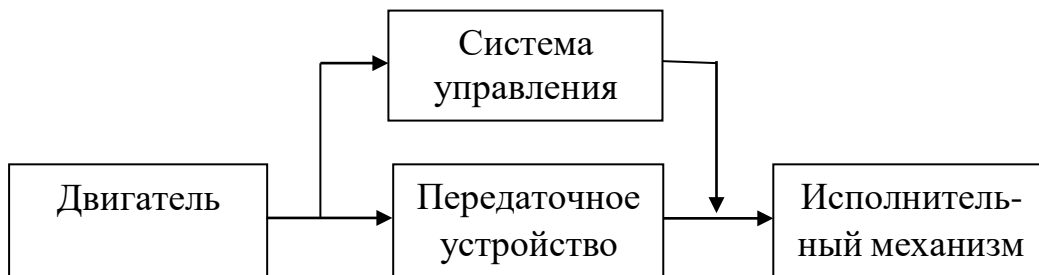 Система
управления
Двигатель
Передаточное
устройство
Исполнитель-
ный механизм